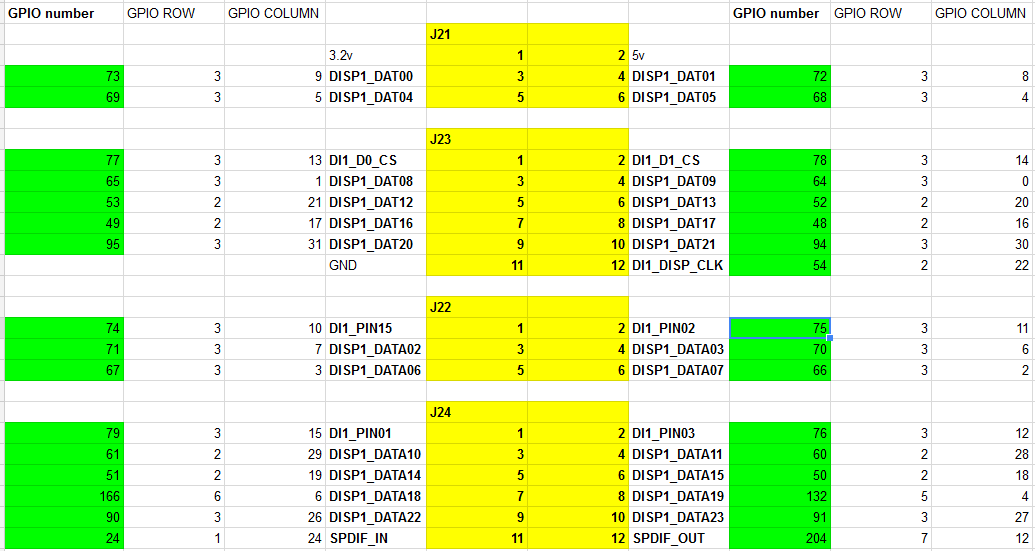 GPIO number GPIO ROW GPIO COLUMN GPIO number GPIO ROW GPIO COLUMN
J21
3.2v 1 2 5v
73 3 9 DISP1_DAT00 3 4 DISP1_DAT01 72 3 8
69 3 5 DISP1_DAT04 5 6 DISP1_DAT05 68 3 4
J23
77 3 13 DI1_D0_CS 1 2 DI1_D1_CS 78 3 14
65 3 1 DISP1_DAT08 3 4 DISP1_DAT09 64 3 0
53 2 21 DISP1_DAT12 5 6 DISP1_DAT13 52 2 20
49 2 17 DISP1_DAT16 7 8 DISP1_DAT17 48 2 16
95 3 31 DISP1_DAT20 9 10 DISP1_DAT21 94 3 30
GND 11 12 DI1_DISP_CLK 54 2 22
J22
74 3 10 DI1_PIN15 1 2 DI1_PIN02 75 3 11
71 3 7 DISP1_DATA02 3 4 DISP1_DATA03 70 3 6
67 3 3 DISP1_DATA06 5 6 DISP1_DATA07 66 3 2
J24
79 3 15 DI1_PIN01 1 2 DI1_PIN03 76 3 12
61 2 29 DISP1_DATA10 3 4 DISP1_DATA11 60 2 28
51 2 19 DISP1_DATA14 5 6 DISP1_DATA15 50 2 18
166 6 6 DISP1_DATA18 7 8 DISP1_DATA19 132 5 4
90 3 26 DISP1_DATA22 9 10 DISP1_DATA23 91 3 27
24 1 24 SPDIF_IN 11 12 SPDIF_OUT 204 7 12